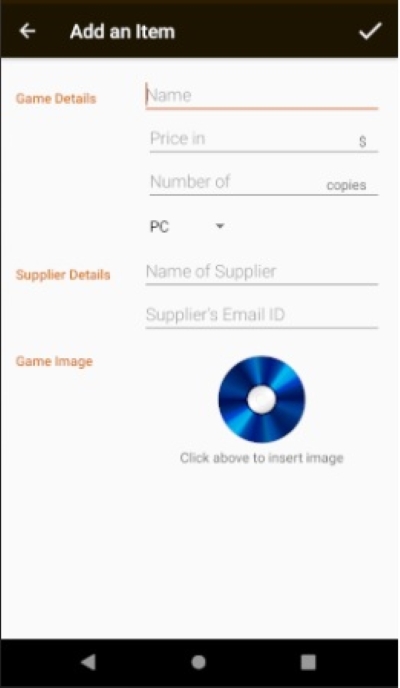 Add an Item
Game Details
Name
Price in $
Number of copies
PC
Supplier Details
Name of Supplier
Supplier's Email ID
Game Image
Click above to insert image